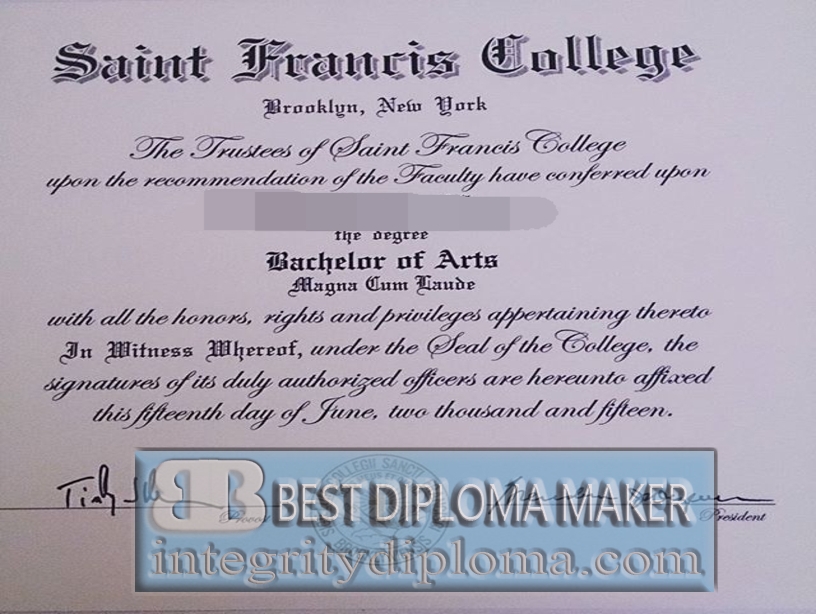 Saint Francis College
Brooklyn, New York
The Trustees of Saint Francis College
upon the recommendation of the Faculty have conferred upon
the degree
Bachelor of Arts
Magna Cum Laude
with all the honors, rights and privileges appertaining thereto
In Witness Whereof, under the Seal of the College, the
signatures of its duly authorized officers are hereunto affixed
this fifteenth day of June, two thousand and fifteen.
COLLEGII SANCTI
BB BEST DIPLOMA MAKER
President
integritydiploma.com